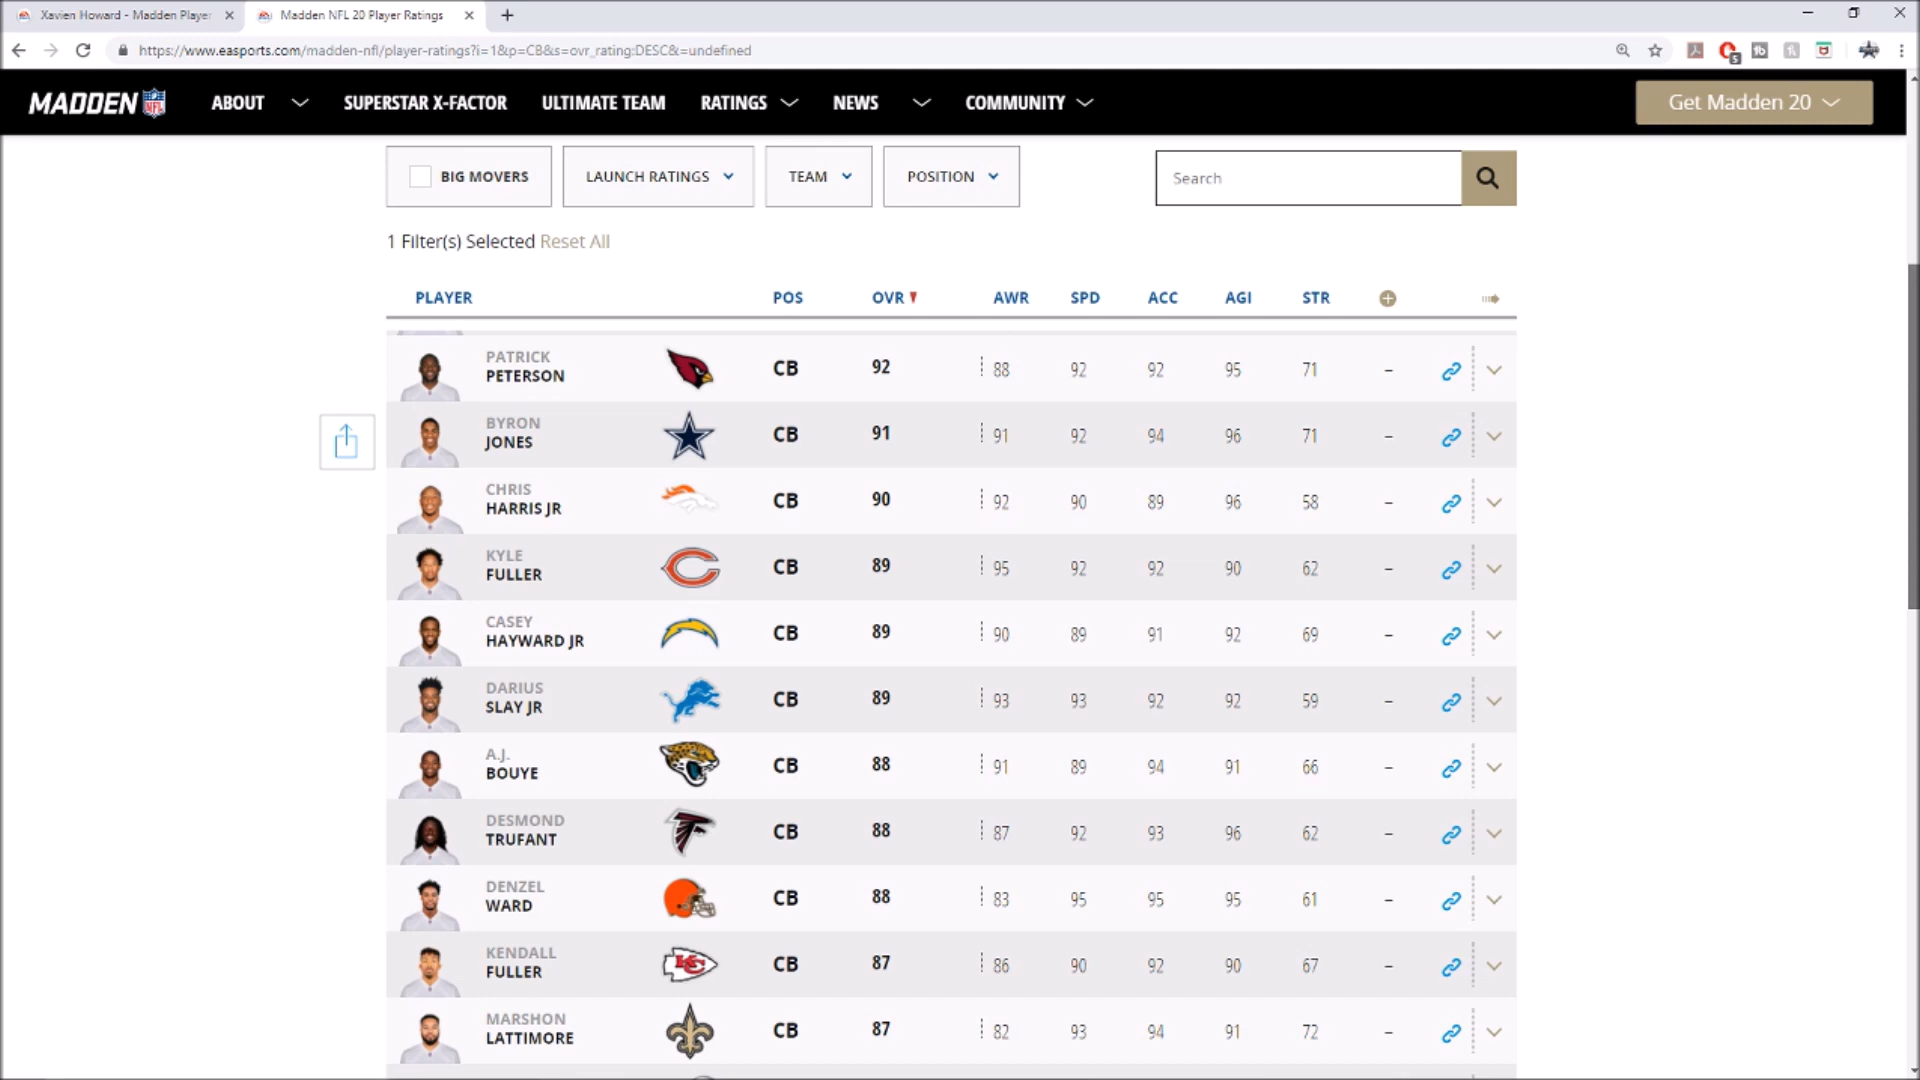 Xavien Howard - Madden Player
Madden NFL 20 Player Ratings
https://www.easports.com/madden-nfl/player-ratings?i=1&p=CB&s=ovr_rating:DESC&=undefined
MADDEN NFL ABOUT SUPERSTAR X-FACTOR ULTIMATE TEAM RATINGS NEWS COMMUNITY Get Madden 20
BIG MOVERS LAUNCH RATINGS TEAM POSITION Search
1 Filter(s) Selected Reset All
PLAYER POS OVR AWR SPD ACC AGI STR
PATRICK
PETERSON CB 92 88 92 92 95 71 –
BYRON
JONES CB 91 91 92 94 96 71 –
CHRIS
HARRIS JR CB 90 92 90 89 96 58 –
KYLE
FULLER CB 89 95 92 92 90 62 –
CASEY
HAYWARD JR CB 89 90 89 91 92 69 –
DARIUS
SLAY JR CB 89 93 93 92 92 59 –
A.J.
BOUYE CB 88 91 89 94 91 66 –
DESMOND
TRUFANT CB 88 87 92 93 96 62 –
DENZEL
WARD CB 88 83 95 95 95 61 –
KENDALL
FULLER CB 87 86 90 92 90 67 –
MARSHON
LATTIMORE CB 87 82 93 94 91 72 –